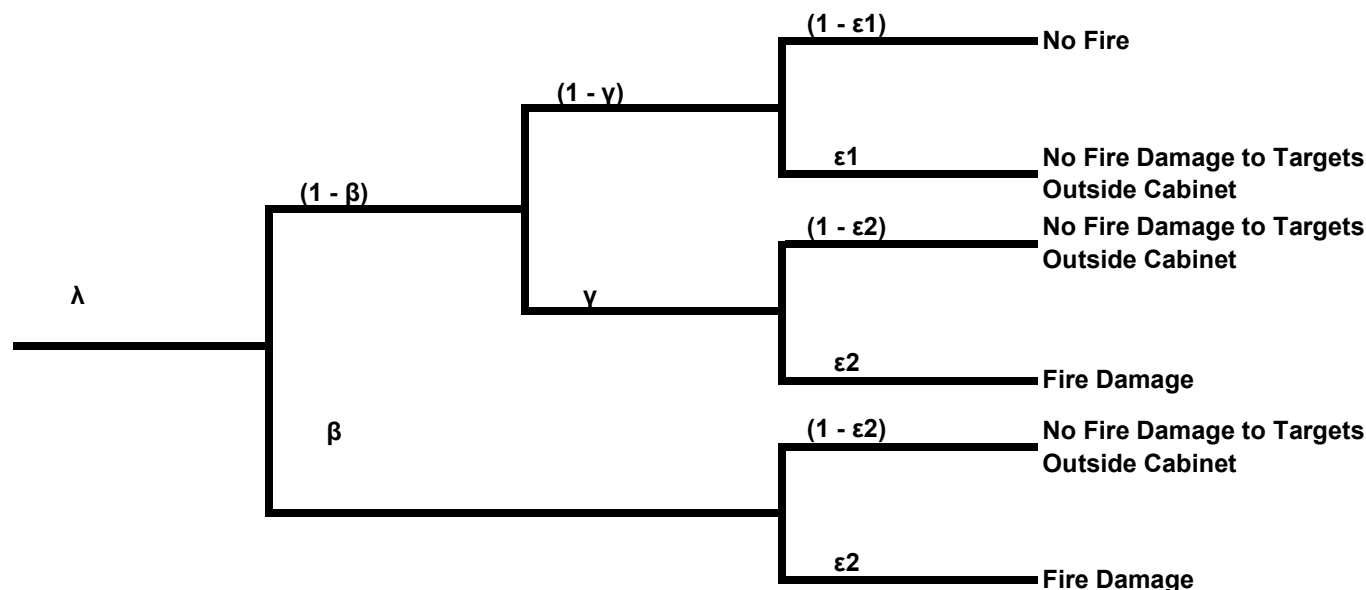 (1 - ε1)
No Fire
(1 - γ)
ε1
No Fire Damage to Targets
Outside Cabinet
(1 - β)
(1 - ε2)
No Fire Damage to Targets
Outside Cabinet
λ
γ
ε2
Fire Damage
β
(1 - ε2)
No Fire Damage to Targets
Outside Cabinet
ε2
Fire Damage